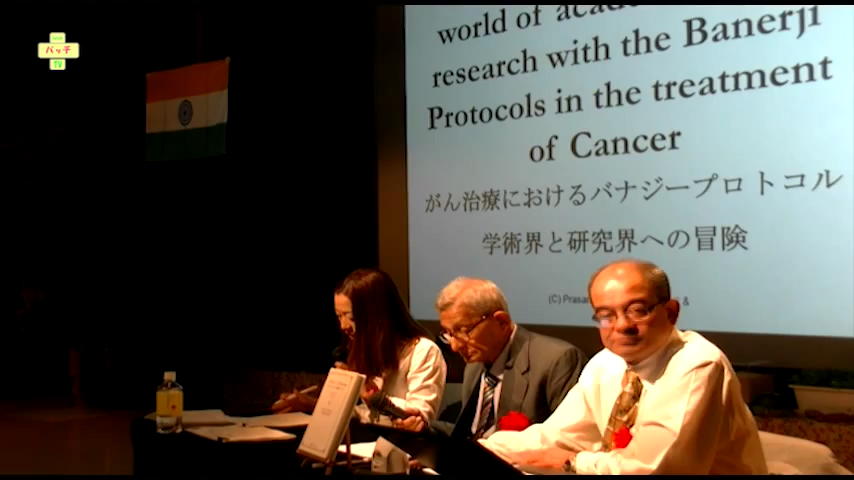 バッチ
TV
world of
research with the Banerji
Protocols in the treatment
of Cancer
がん治療におけるバナジープロトコル
学術界と研究界への冒険
(C)
&